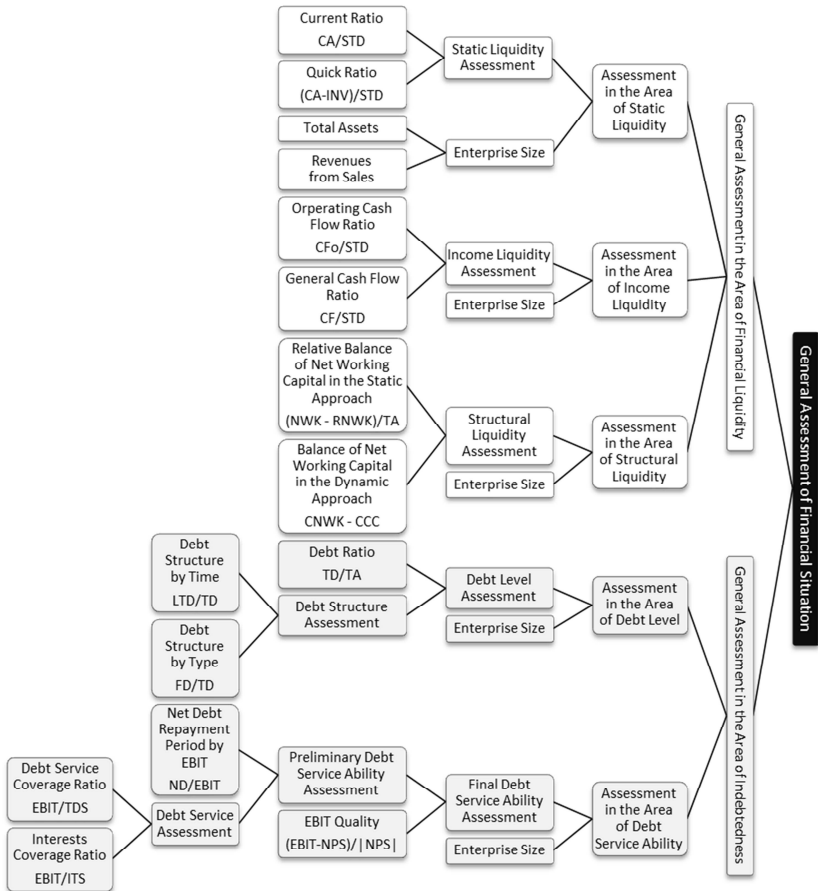 Current Ratio
CA/STD
Quick Ratio
(CA-INV)/STD
Static Liquidity
Assessment
Total Assets
Revenues
from Sales
Enterprise Size
Assessment
in the Area
of Static
Liquidity
Orperating Cash
Flow Ratio
CFo/STD
General Cash Flow
Ratio
CF/STD
Income Liquidity
Assessment
Enterprise Size
Assessment
in the Area
of Income
Liquidity
Relative Balance
of Net Working
Capital in the Static
Approach
(NWK - RNWK)/TA
Balance of Net
Working Capital
in the Dynamic
Approach
CNWK - CCC
Structural
Liquidity
Assessment
Enterprise Size
Assessment
in the Area
of Structural
Liquidity
General Assessment in the Area of Financial Liquidity
Debt
Structure
by Time
LTD/TD
Debt
Structure
by Type
FD/TD
Debt Ratio
TD/TA
Debt Structure
Assessment
Debt Level
Assessment
Enterprise Size
Assessment
in the Area
of Debt Level
Net Debt
Repayment
Period by
EBIT
ND/EBIT
Debt Service
Coverage Ratio
EBIT/TDS
Interests
Coverage Ratio
EBIT/ITS
Debt Service
Assessment
Preliminary Debt
Service Ability
Assessment
EBIT Quality
(EBIT-NPS)/|NPS|
Final Debt
Service Ability
Assessment
Enterprise Size
Assessment
in the Area
of Debt
Service Ability
General Assessment in the Area of Indebtedness
General Assessment of Financial Situation